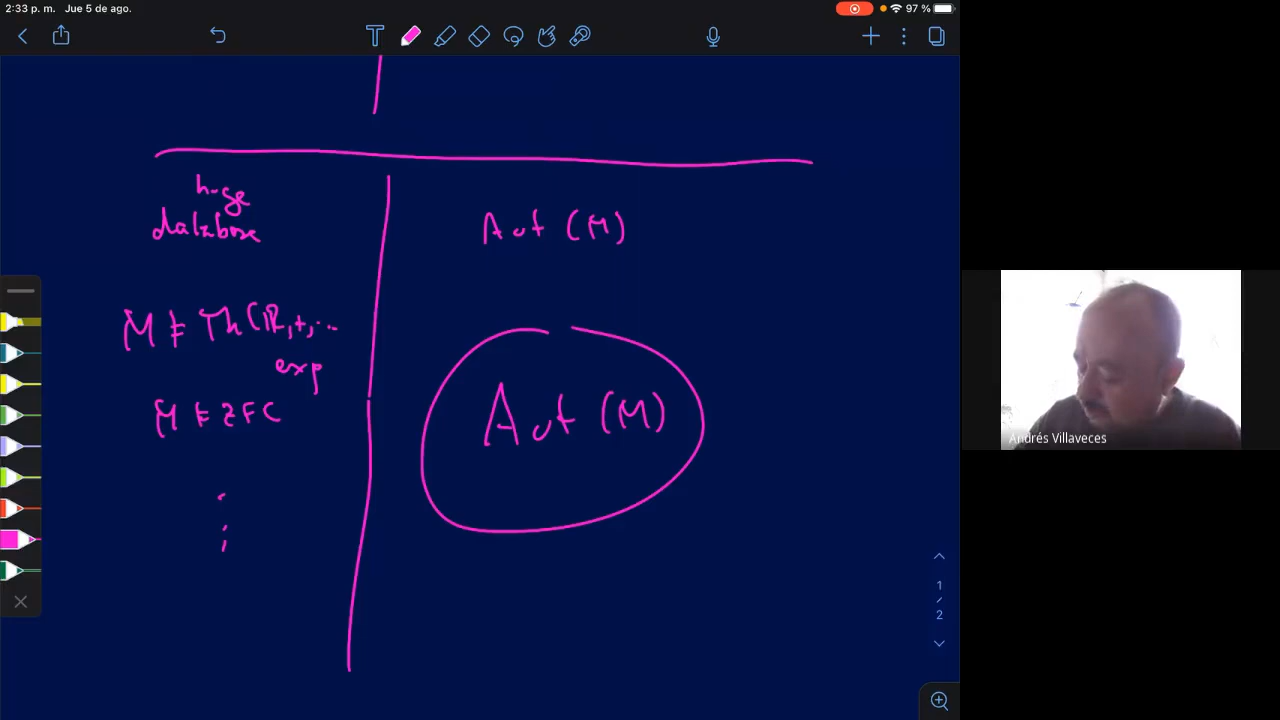 2:33 p. m. Jue 5 de ago.
97 %
T
huge
database
Aut (M)
M ⊨ Th(ℝ,+,...
exp
M ⊨ ZFC
Aut (M)
1
/
2
Andrés Villaveces